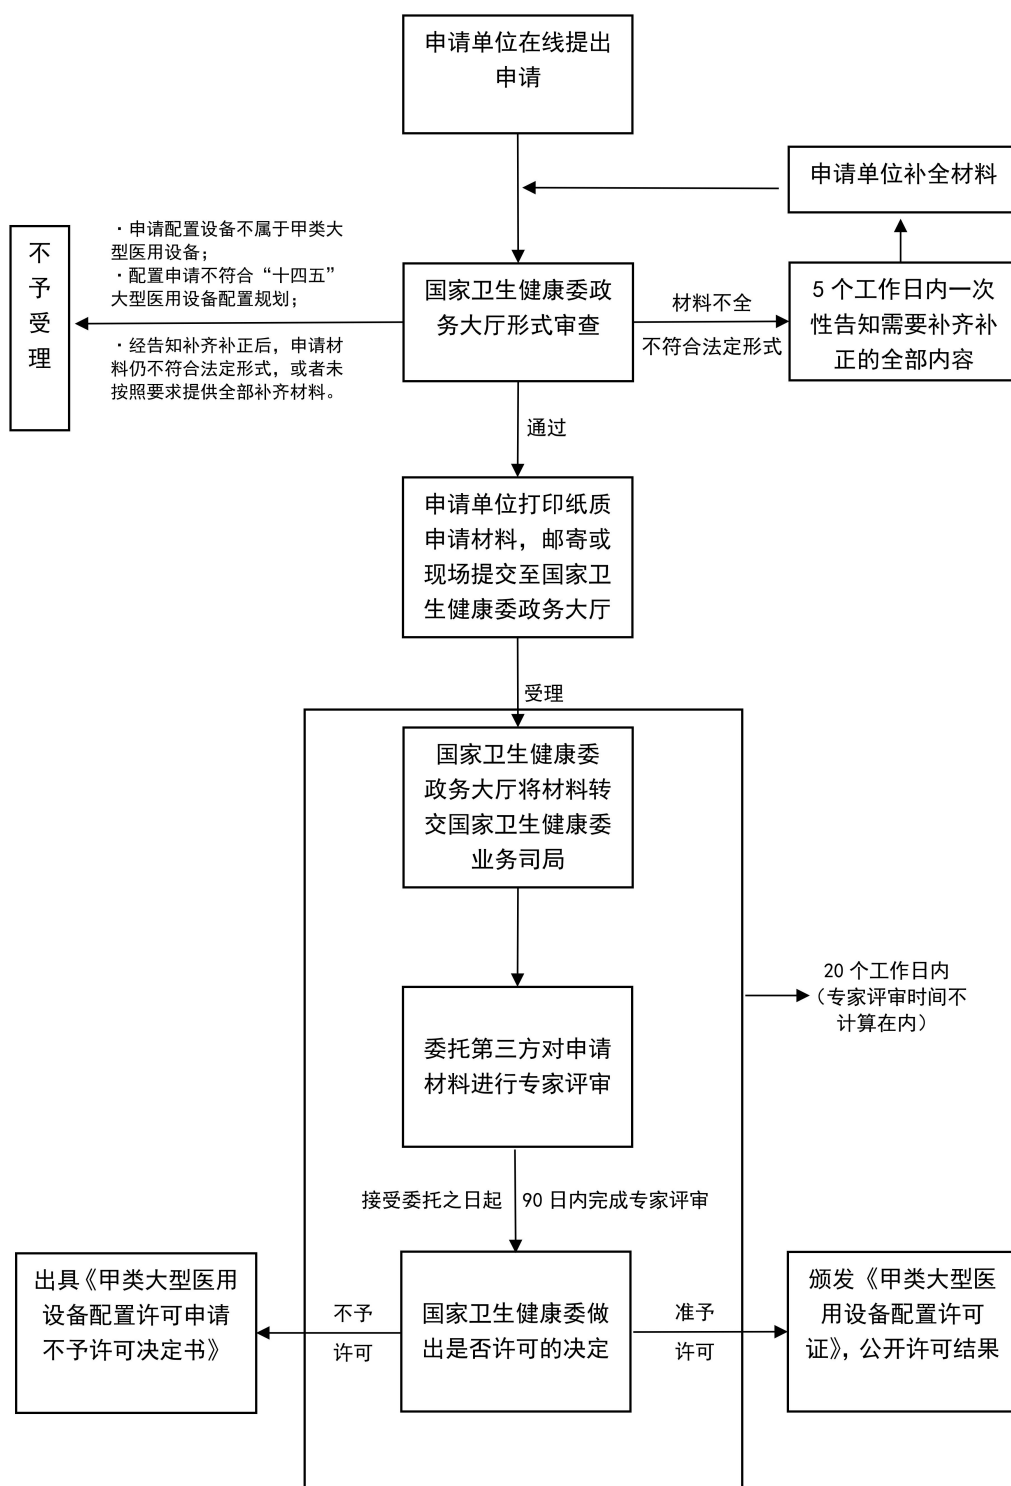 申请单位在线提出
申请
申请单位补全材料
不
予
受
理
·申请配置设备不属于甲类大
型医用设备；
·配置申请不符合“十四五”
大型医用设备配置规划；
·经告知补齐补正后，申请材
料仍不符合法定形式，或者未
按照要求提供全部补齐材料。
国家卫生健康委政
务大厅形式审查
材料不全
不符合法定形式
5 个工作日内一次
性告知需要补齐补
正的全部内容
通过
申请单位打印纸质
申请材料，邮寄或
现场提交至国家卫
生健康委政务大厅
受理
国家卫生健康委
政务大厅将材料转
交国家卫生健康委
业务司局
20 个工作日内
（专家评审时间不
计算在内）
委托第三方对申请
材料进行专家评审
接受委托之日起 90 日内完成专家评审
出具《甲类大型医用
设备配置许可申请
不予许可决定书》
不予
许可
国家卫生健康委做
出是否许可的决定
准予
许可
颁发《甲类大型医
用设备配置许可
证》，公开许可结果